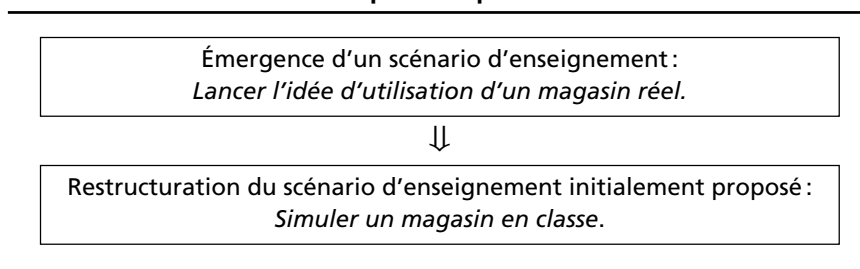 Émergence d’un scénario d’enseignement :
Lancer l’idée d’utilisation d’un magasin réel.
⇓
Restructuration du scénario d’enseignement initialement proposé :
Simuler un magasin en classe.